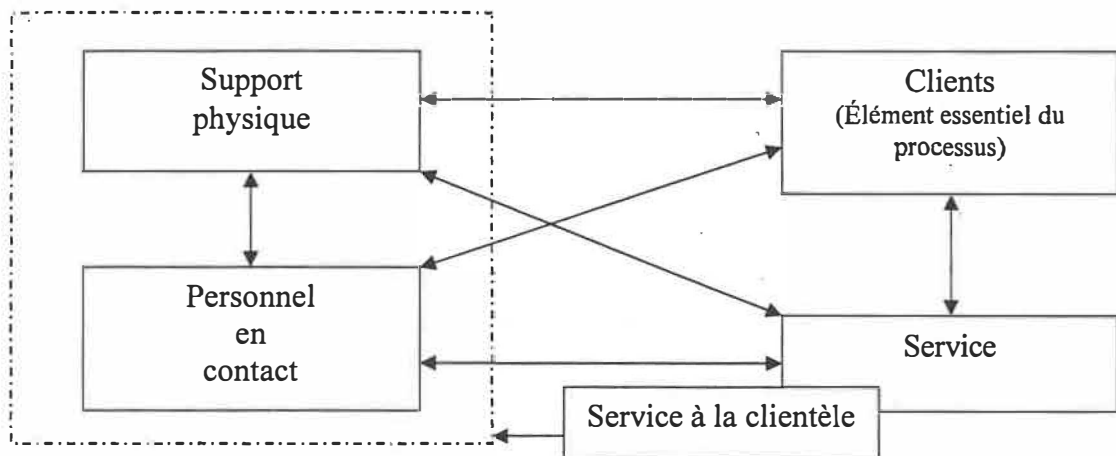 Support
physique
Clients
(Élément essentiel du
processus)
Personnel
en
contact
Service
Service à la clientèle